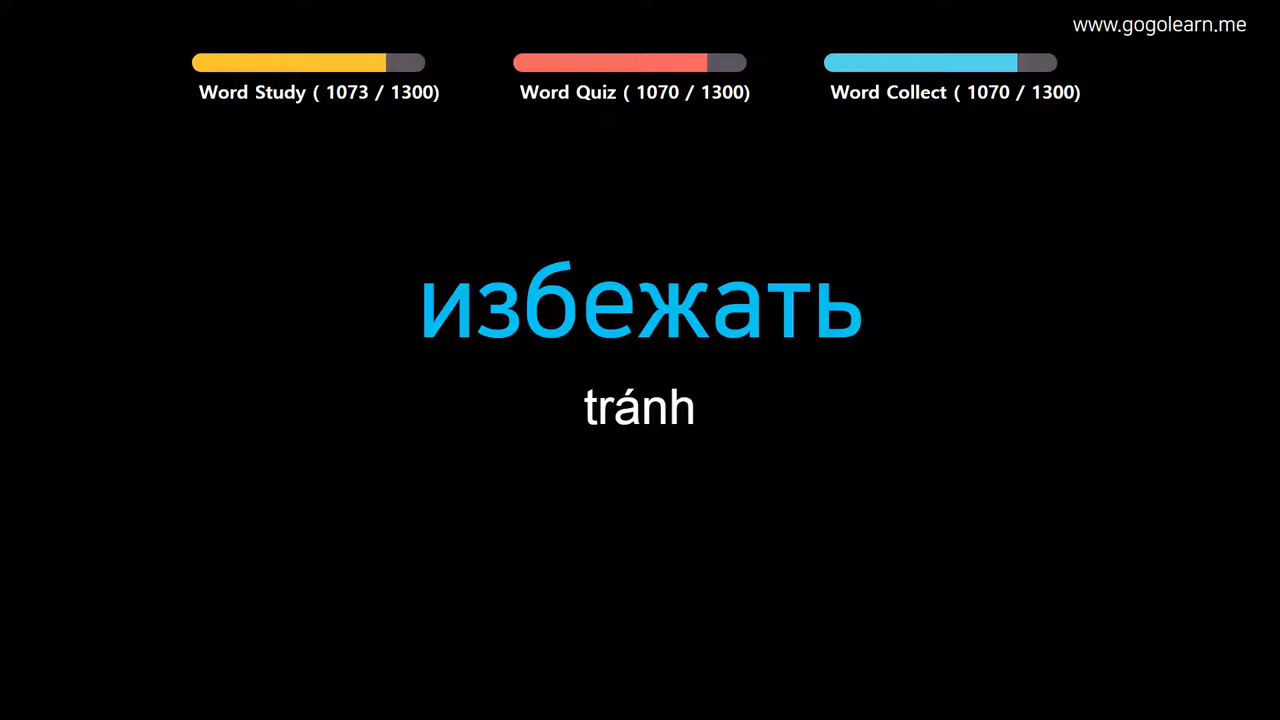 www.gogolearn.me
Word Study ( 1073 / 1300)
Word Quiz ( 1070 / 1300)
Word Collect ( 1070 / 1300)
избежать
tránh